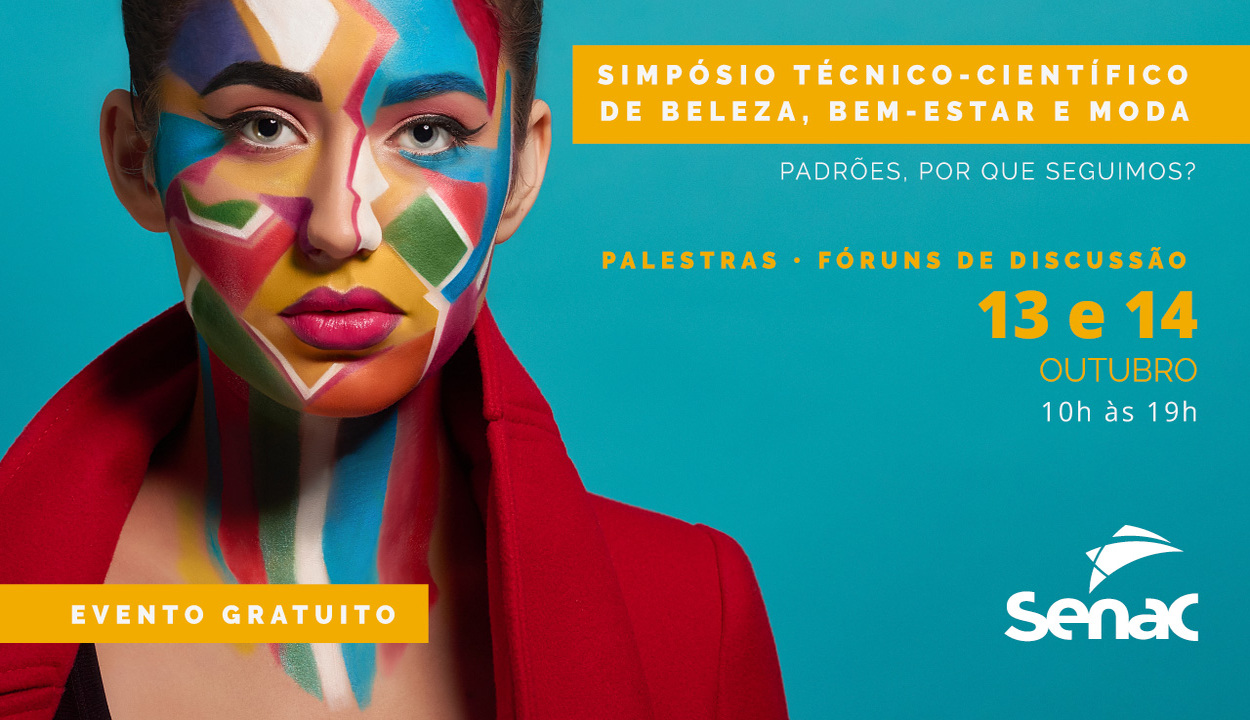 SIMPÓSIO TÉCNICO-CIENTÍFICO
DE BELEZA, BEM-ESTAR E MODA
PADRÕES, POR QUE SEGUIMOS?
PALESTRAS • FÓRUNS DE DISCUSSÃO
13 e 14
OUTUBRO
10h às 19h
EVENTO GRATUITO
Senac